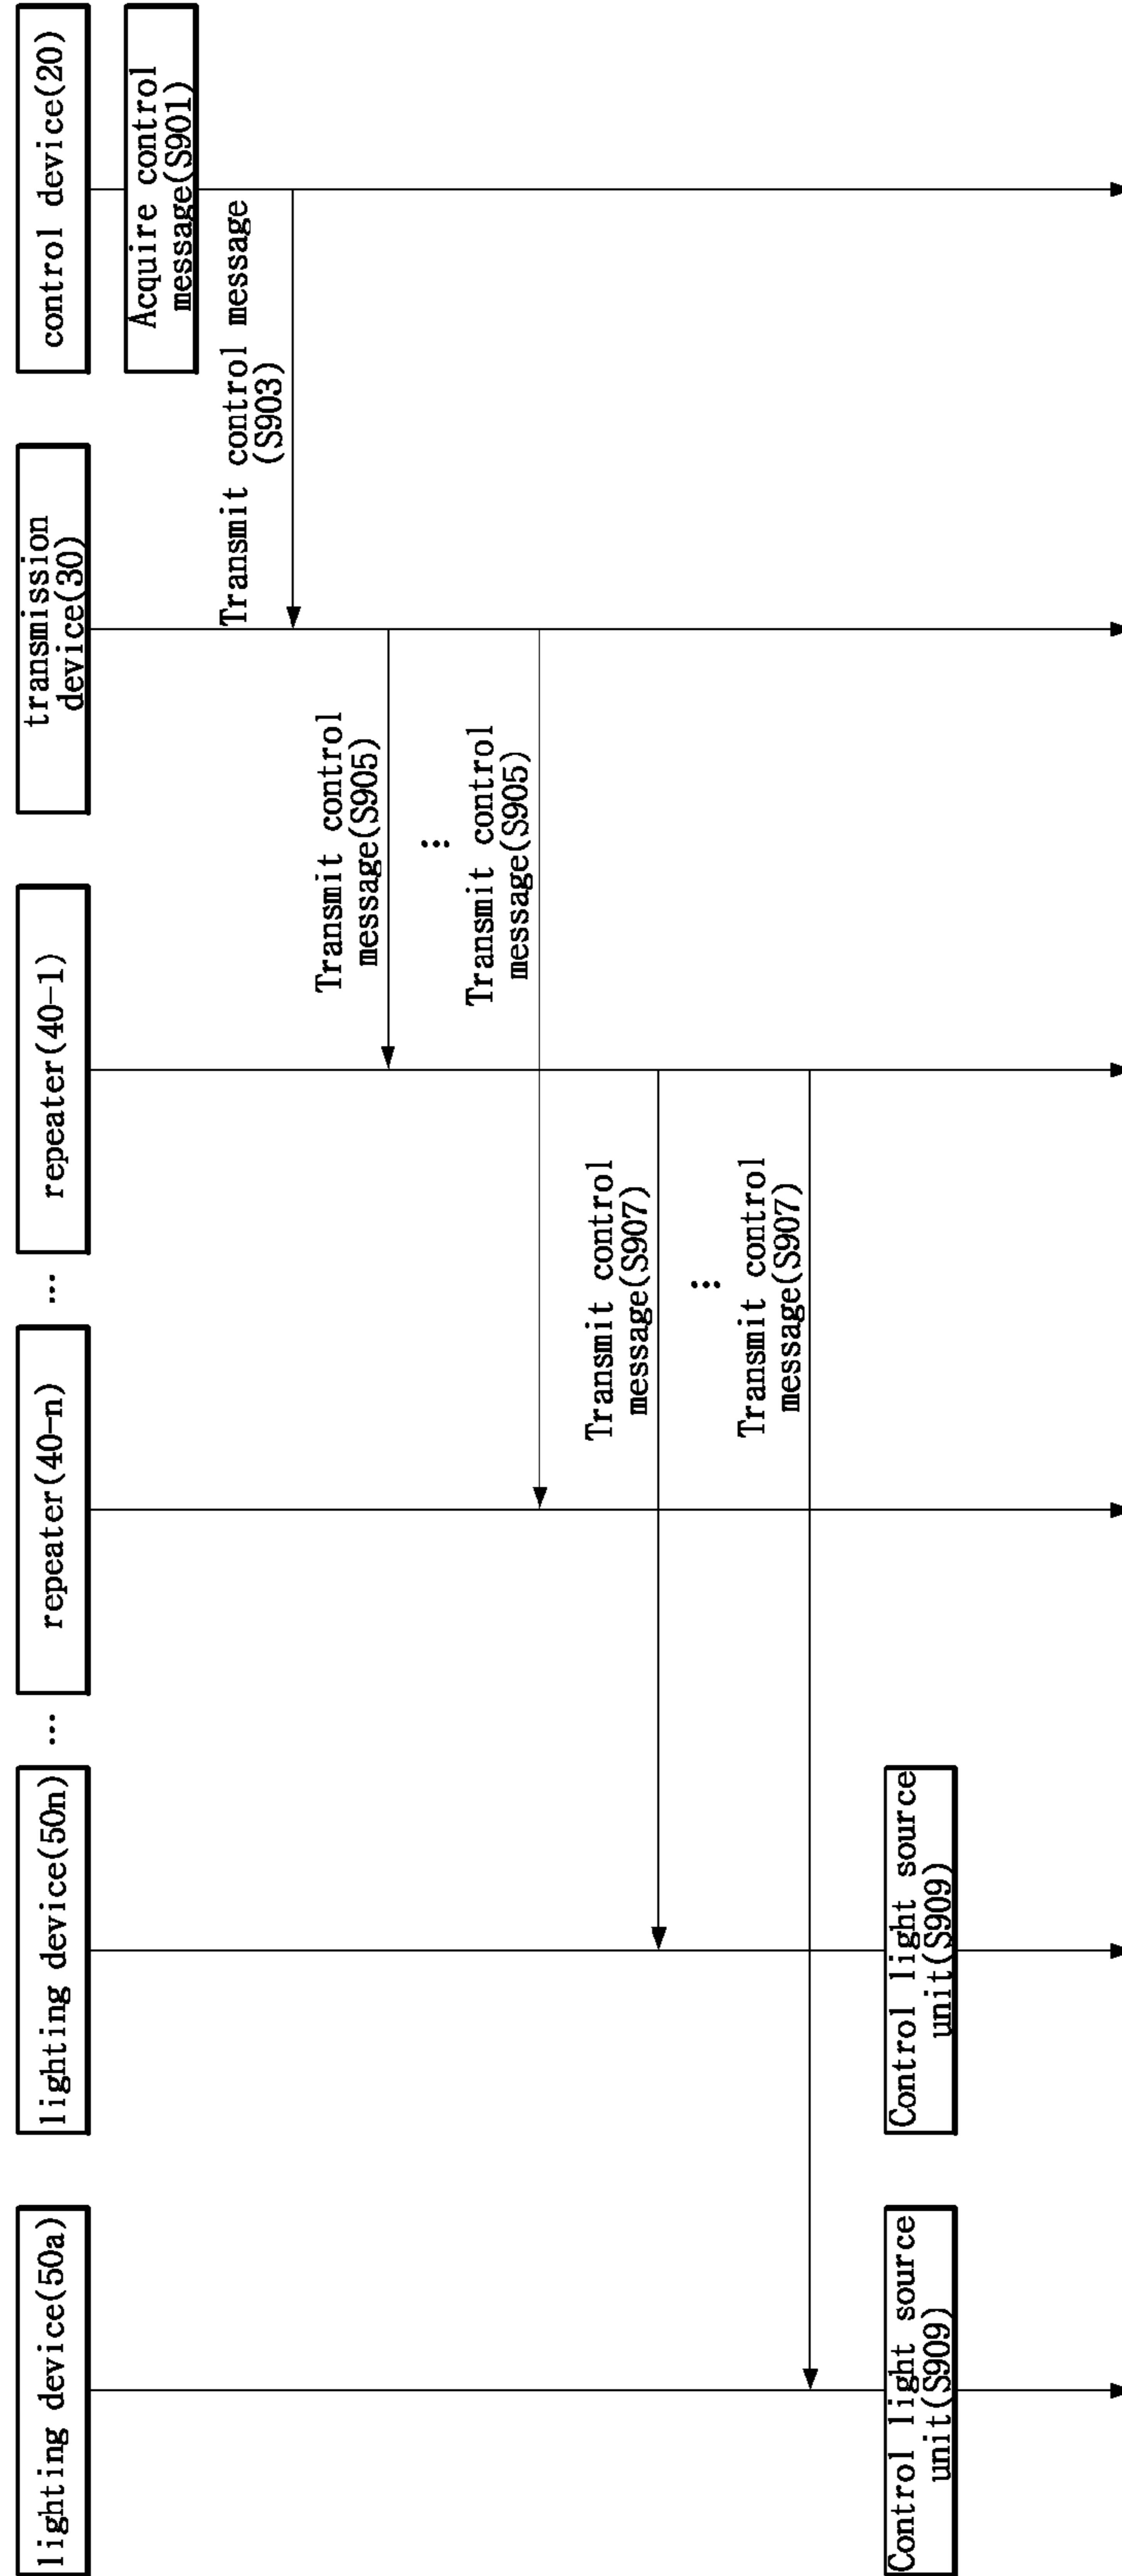 lighting device(50a)
lighting device(50n)
...
repeater(40-n)
...
repeater(40-1)
transmission
device(30)
control device(20)
Acquire control
message(S901)
Transmit control message
(S903)
Transmit control
message(S905)
...
Transmit control
message(S905)
Transmit control
message(S907)
...
Transmit control
message(S907)
Control light source
unit(S909)
Control light source
unit(S909)